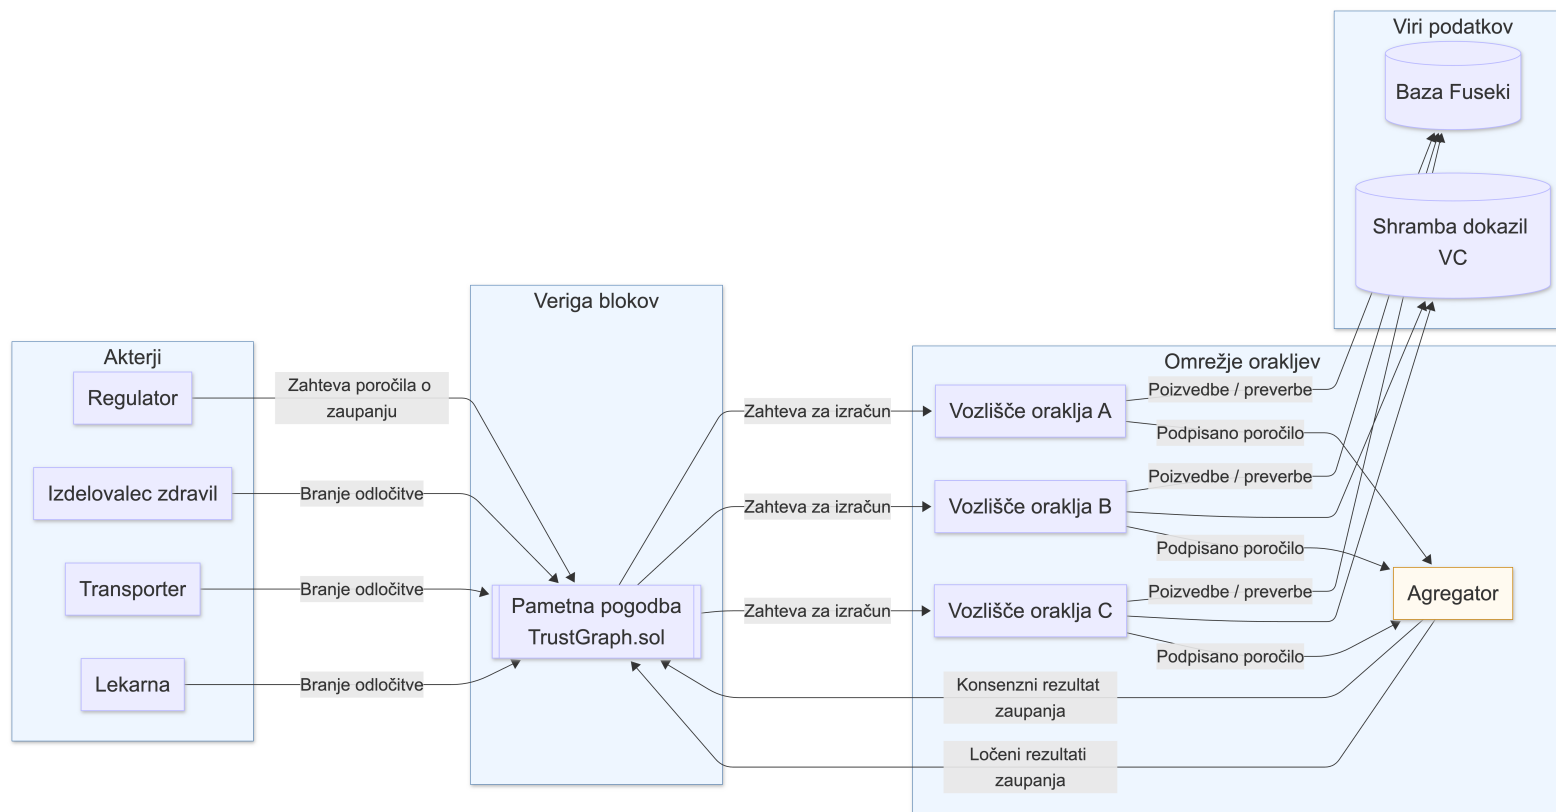 Viri podatkov
Baza Fuseki
Shramba dokazil
VC
Veriga blokov
Akterji
Omrežje orakljev
Regulator
Zahteva poročila o
zaupanju
Izdelovalec zdravil
Branje odločitve
Transporter
Branje odločitve
Lekarna
Branje odločitve
Pametna pogodba
TrustGraph.sol
Zahteva za izračun
Zahteva za izračun
Zahteva za izračun
Vozlišče oraklja A
Poizvedbe / preverbe
Podpisano poročilo
Vozlišče oraklja B
Poizvedbe / preverbe
Podpisano poročilo
Vozlišče oraklja C
Poizvedbe / preverbe
Podpisano poročilo
Agregator
Konsenzni rezultat
zaupanja
Ločeni rezultati
zaupanja